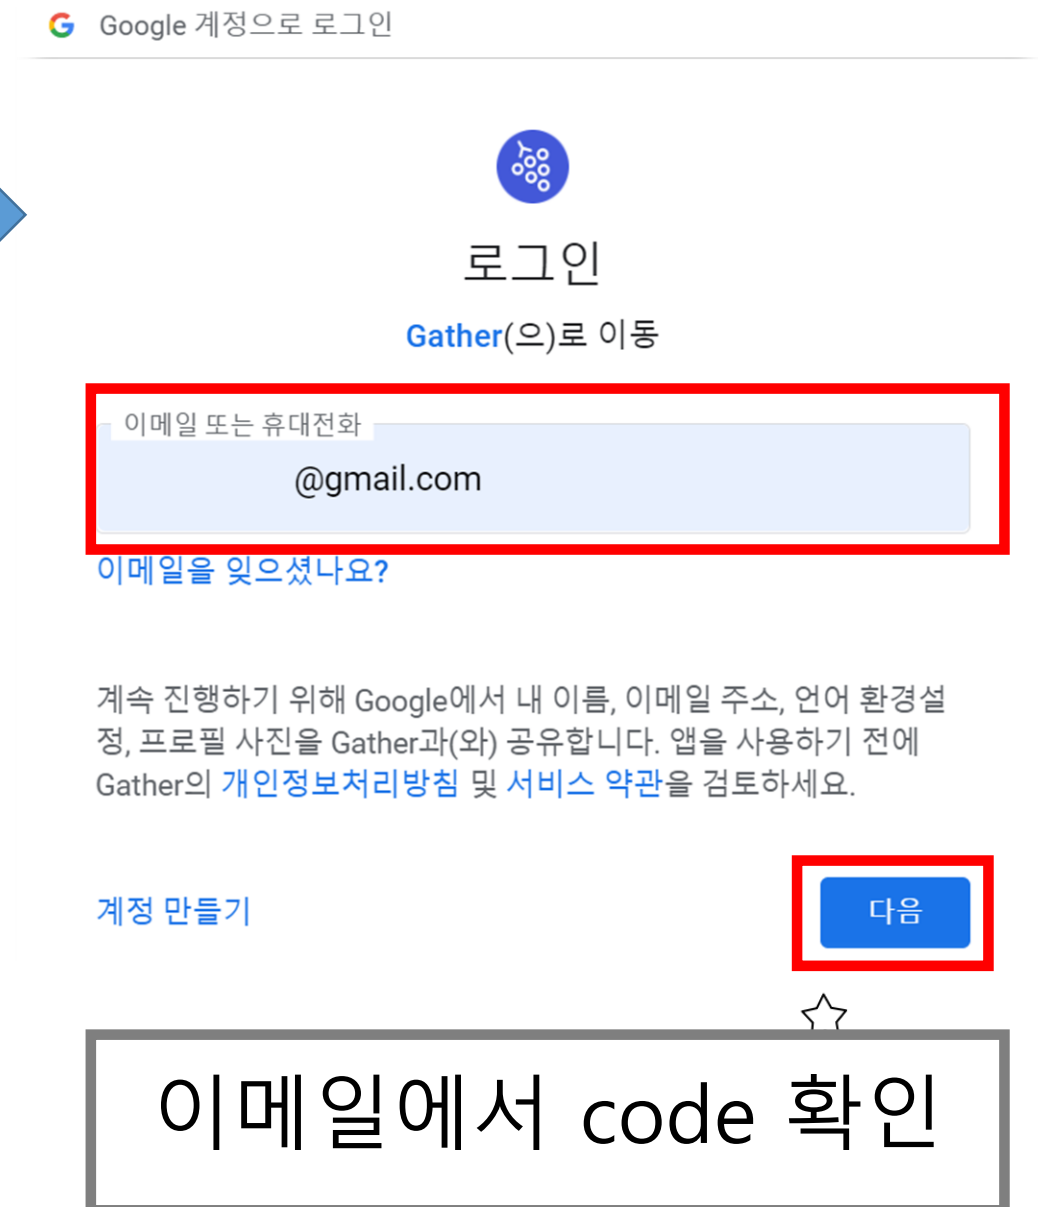 Google 계정으로 로그인
로그인
Gather(으)로 이동
이메일 또는 휴대전화
@gmail.com
이메일을 잊으셨나요?
계속 진행하기 위해 Google에서 내 이름, 이메일 주소, 언어 환경설
정, 프로필 사진을 Gather과(와) 공유합니다. 앱을 사용하기 전에
Gather의 개인정보처리방침 및 서비스 약관을 검토하세요.
계정 만들기
다음
이메일에서 code 확인